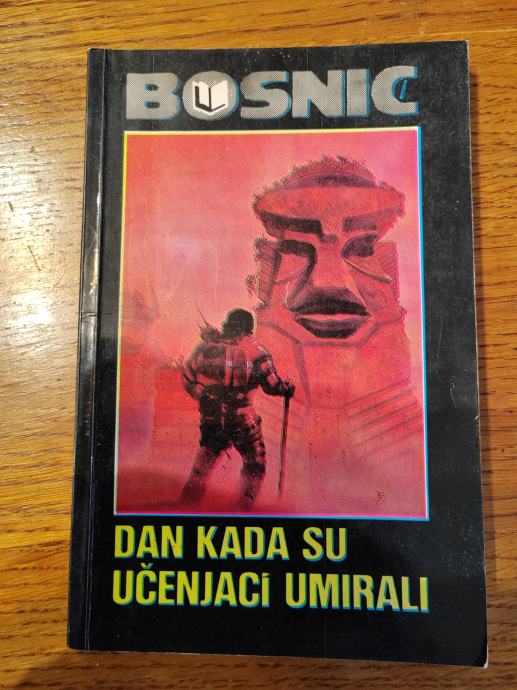 BOSNIĆ
DAN KADA SU
UČENJACI UMIRALI